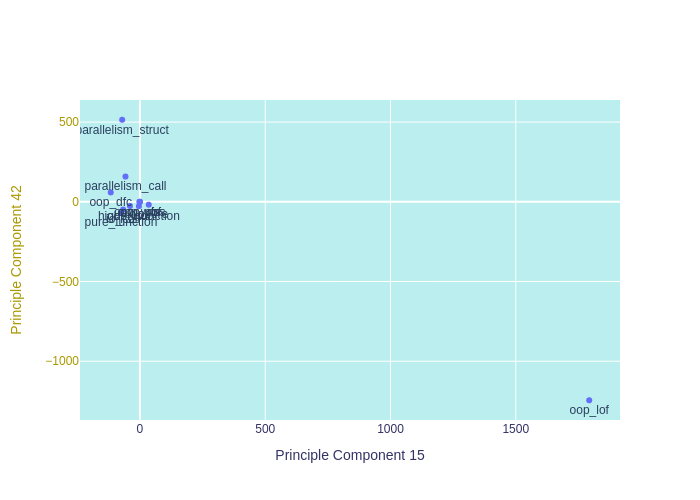 500
parallelism_struct
parallelism_call
oop_dfc
0
pure_function
−500
−1000
oop_lof
0
500
1000
1500
Principle Component 15
Principle Component 42